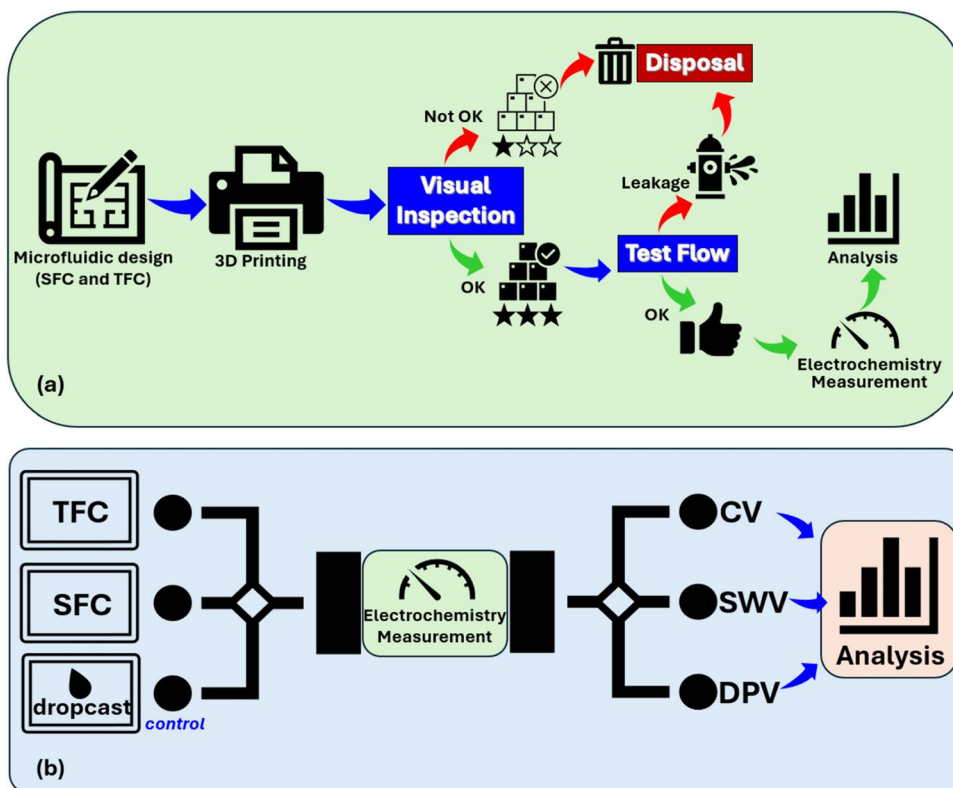 Disposal
Not OK
Visual
Inspection
Leakage
Microfluidic design
(SFC and TFC)
3D Printing
OK
Test Flow
OK
Analysis
Electrochemistry
Measurement
(a)
TFC
SFC
dropcast
control
Electrochemistry
Measurement
CV
SWV
DPV
Analysis
(b)